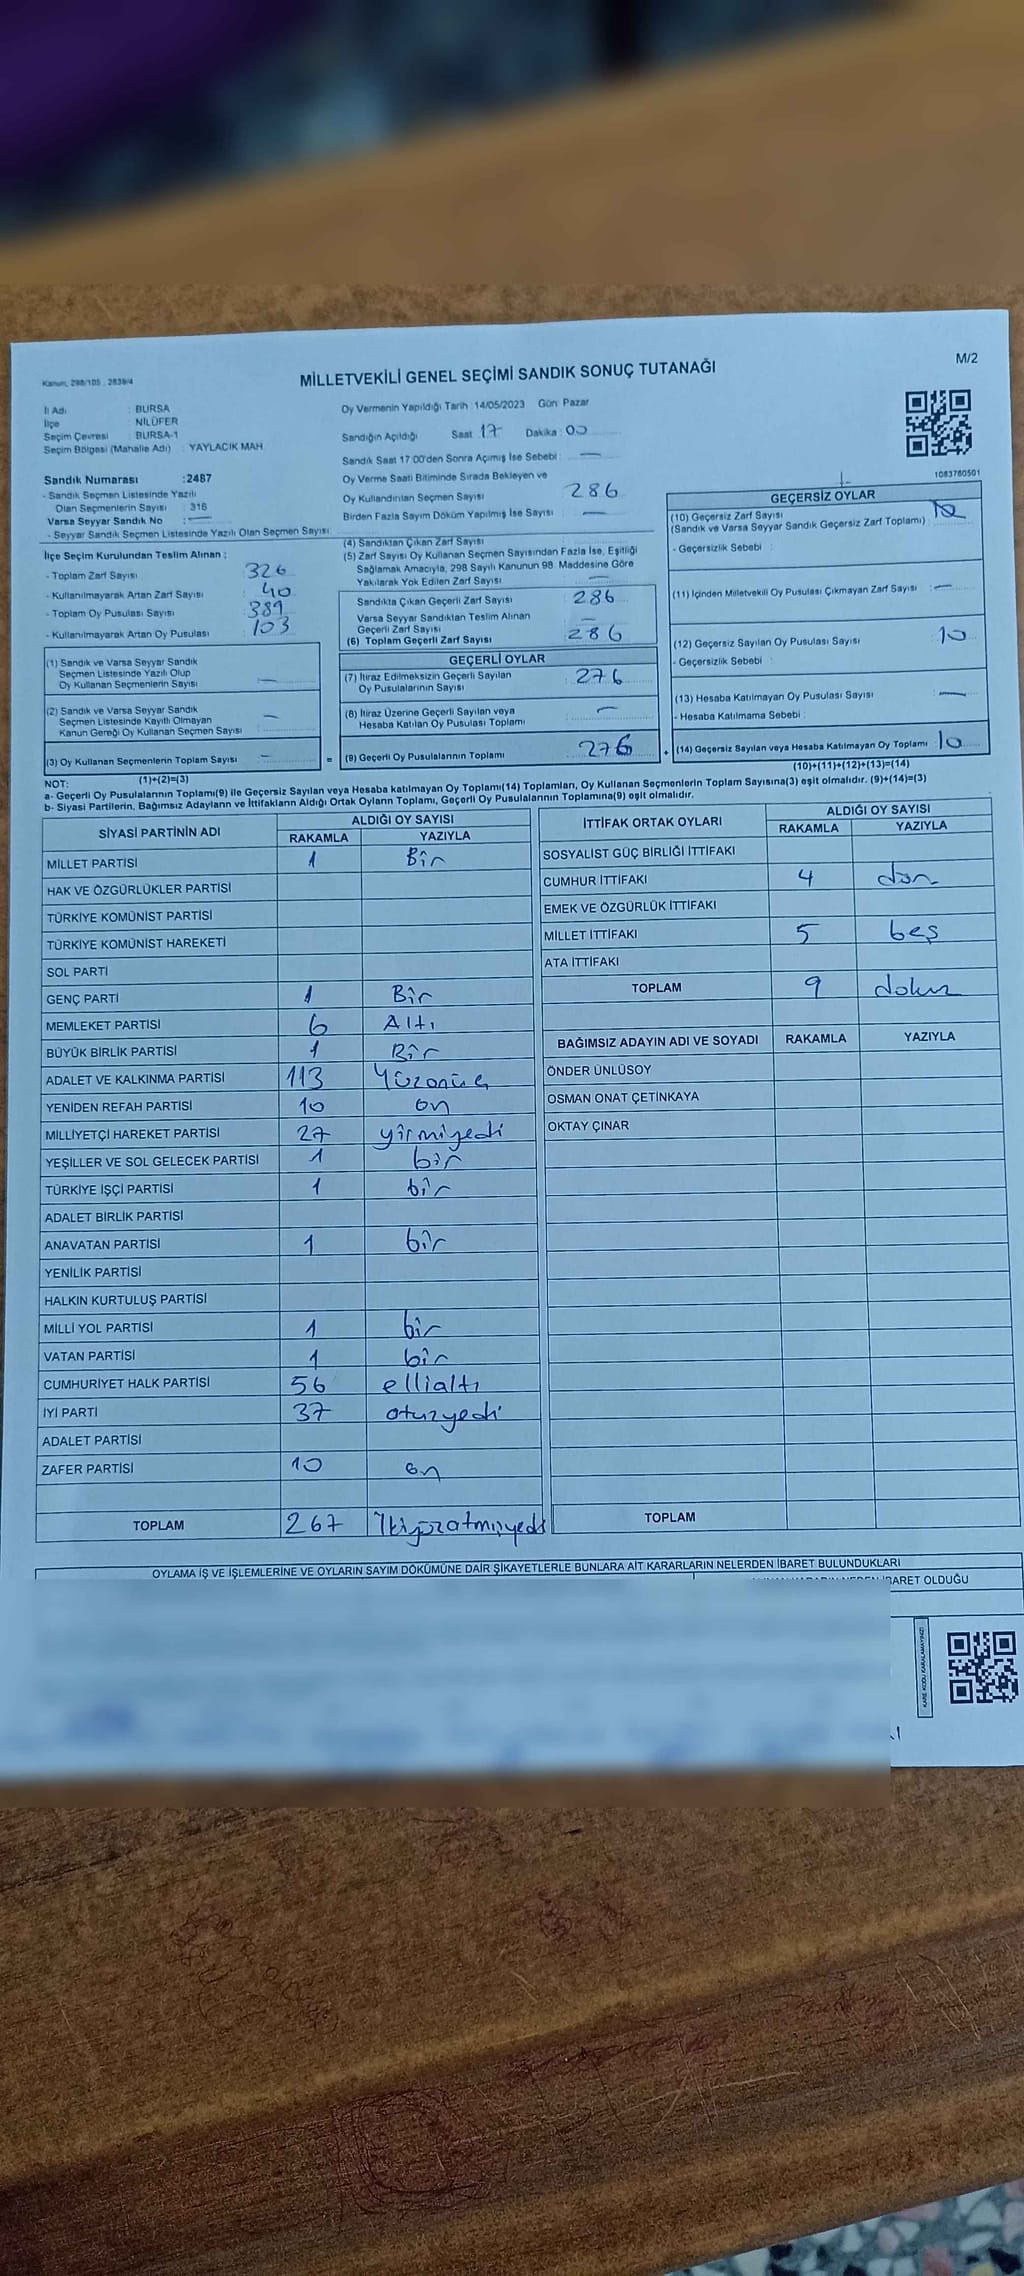 Kanun, 298/105 , 2839/4
MİLLETVEKİLİ GENEL SEÇİMİ SANDIK SONUÇ TUTANAĞI
M/2
İl Adı : BURSA
İlçe : NİLÜFER
Seçim Çevresi : BURSA-1
Seçim Bölgesi (Mahalle Adı) : YAYLACIK MAH.
Sandık Numarası :2487
- Sandık Seçmen Listesinde Yazılı
Olan Seçmenlerin Sayısı : 316
Varsa Seyyar Sandık No : —
- Seyyar Sandık Seçmen Listesinde Yazılı Olan Seçmen Sayısı:
Oy Vermenin Yapıldığı Tarih :14/05/2023 Gün: Pazar
Sandığın Açıldığı Saat 17 Dakika : 00
Sandık Saat 17:00'den Sonra Açımış İse Sebebi : —
Oy Verme Saati Bitiminde Sırada Bekleyen ve
Oy Kullandırılan Seçmen Sayısı : 286
Birden Fazla Sayım Döküm Yapılmış İse Sayısı : —
1083760501
İlçe Seçim Kurulundan Teslim Alınan :
- Toplam Zarf Sayısı : 326
- Kullanılmayarak Artan Zarf Sayısı : 40
- Toplam Oy Pusulası Sayısı : 389
- Kullanılmayarak Artan Oy Pusulası : 103
(4) Sandıktan Çıkan Zarf Sayısı :
(5) Zarf Sayısı Oy Kullanan Seçmen Sayısından Fazla İse, Eşitliği
Sağlamak Amacıyla, 298 Sayılı Kanunun 98. Maddesine Göre
Yakılarak Yok Edilen Zarf Sayısı : —
Sandıkta Çıkan Geçerli Zarf Sayısı : 286
Varsa Seyyar Sandıktan Teslim Alınan
Geçerli Zarf Sayısı : —
(6) Toplam Geçerli Zarf Sayısı : 286
GEÇERSİZ OYLAR
(10) Geçersiz Zarf Sayısı
(Sandık ve Varsa Seyyar Sandık Geçersiz Zarf Toplamı) :
- Geçersizlik Sebebi :
(11) İçinden Milletvekili Oy Pusulası Çıkmayan Zarf Sayısı : —
(12) Geçersiz Sayılan Oy Pusulası Sayısı : 10
- Geçersizlik Sebebi :
(13) Hesaba Katılmayan Oy Pusulası Sayısı : —
- Hesaba Katılmama Sebebi :
(14) Geçersiz Sayılan veya Hesaba Katılmayan Oy Toplamı : 10
(10)+(11)+(12)+(13)=(14)
(1) Sandık ve Varsa Seyyar Sandık
Seçmen Listesinde Yazılı Olup
Oy Kullanan Seçmenlerin Sayısı : —
(2) Sandık ve Varsa Seyyar Sandık
Seçmen Listesinde Kayıtlı Olmayan
Kanun Gereği Oy Kullanan Seçmen Sayısı : —
(3) Oy Kullanan Seçmenlerin Toplam Sayısı : —
(1)+(2)=(3)
GEÇERLİ OYLAR
(7) İtiraz Edilmeksizin Geçerli Sayılan
Oy Pusulalarının Sayısı : 276
(8) İtiraz Üzerine Geçerli Sayılan veya
Hesaba Katılan Oy Pusulası Toplamı : —
(9) Geçerli Oy Pusulalarının Toplamı : 276
NOT:
a- Geçerli Oy Pusulalarının Toplamı(9) ile Geçersiz Sayılan veya Hesaba katılmayan Oy Toplamı(14) Toplamları, Oy Kullanan Seçmenlerin Toplam Sayısına(3) eşit olmalıdır. (9)+(14)=(3)
b- Siyasi Partilerin, Bağımsız Adayların ve İttifakların Aldığı Ortak Oyların Toplamı, Geçerli Oy Pusulalarının Toplamına(9) eşit olmalıdır.
SİYASİ PARTİNİN ADI ALDIĞI OY SAYISI
RAKAMLA YAZIYLA
MİLLET PARTİSİ 1 Bir
HAK VE ÖZGÜRLÜKLER PARTİSİ
TÜRKİYE KOMÜNİST PARTİSİ
TÜRKİYE KOMÜNİST HAREKETİ
SOL PARTİ
GENÇ PARTİ 1 Bir
MEMLEKET PARTİSİ 6 Altı
BÜYÜK BİRLİK PARTİSİ 1 Bir
ADALET VE KALKINMA PARTİSİ 113 Yüzonüç
YENİDEN REFAH PARTİSİ 10 on
MİLLİYETÇİ HAREKET PARTİSİ 27 yirmiyedi
YEŞİLLER VE SOL GELECEK PARTİSİ 1 bir
TÜRKİYE İŞÇİ PARTİSİ 1 bir
ADALET BİRLİK PARTİSİ
ANAVATAN PARTİSİ 1 bir
YENİLİK PARTİSİ
HALKIN KURTULUŞ PARTİSİ
MİLLİ YOL PARTİSİ 1 bir
VATAN PARTİSİ 1 bir
CUMHURİYET HALK PARTİSİ 56 ellialtı
İYİ PARTİ 37 otuzyedi
ADALET PARTİSİ
ZAFER PARTİSİ 10 on
TOPLAM 267 İkiyüzatmışyedi
İTTİFAK ORTAK OYLARI ALDIĞI OY SAYISI
RAKAMLA YAZIYLA
SOSYALİST GÜÇ BİRLİĞİ İTTİFAKI
CUMHUR İTTİFAKI 4 dört
EMEK VE ÖZGÜRLÜK İTTİFAKI
MİLLET İTTİFAKI 5 beş
ATA İTTİFAKI
TOPLAM 9 dokuz
BAĞIMSIZ ADAYIN ADI VE SOYADI RAKAMLA YAZIYLA
ÖNDER ÜNLÜSOY
OSMAN ONAT ÇETİNKAYA
OKTAY ÇINAR
TOPLAM
OYLAMA İŞ VE İŞLEMLERİNE VE OYLARIN SAYIM DÖKÜMÜNE DAİR ŞİKAYETLERLE BUNLARA AİT KARARLARIN NELERDEN İBARET BULUNDUKLARI
İBARET OLDUĞU
KARE KODU KARALAMAYINIZ!